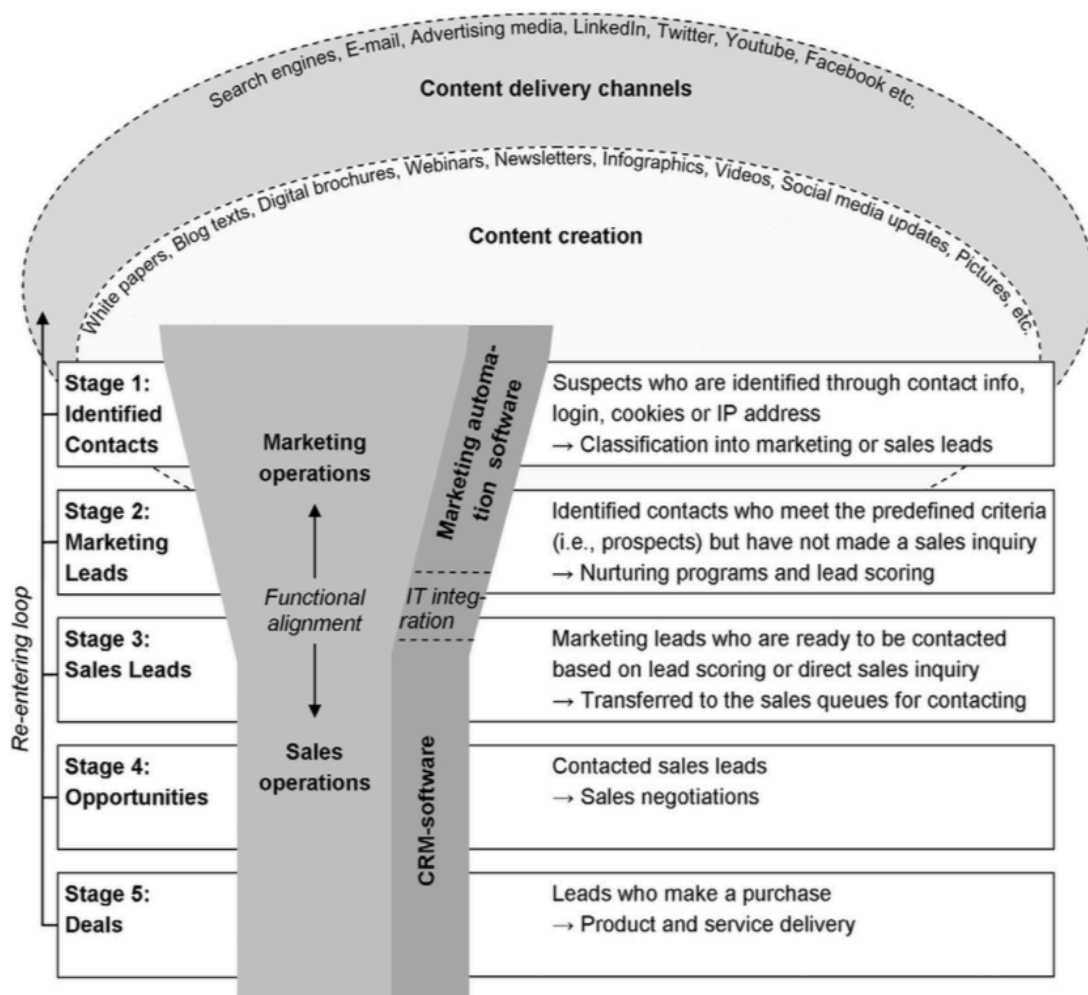 Search engines, E-mail, Advertising media, LinkedIn, Twitter, Youtube, Facebook etc.
Content delivery channels
White papers, Blog texts, Digital brochures, Webinars, Newsletters, Infographics, Videos, Social media updates, Pictures, etc.
Content creation
Re-entering loop
Stage 1:
Identified
Contacts
Marketing
operations
Marketing automa-
tion software
Suspects who are identified through contact info,
login, cookies or IP address
→ Classification into marketing or sales leads
Stage 2:
Marketing
Leads
Identified contacts who meet the predefined criteria
(i.e., prospects) but have not made a sales inquiry
→ Nurturing programs and lead scoring
Functional
alignment
IT integ-
ration
Stage 3:
Sales Leads
Marketing leads who are ready to be contacted
based on lead scoring or direct sales inquiry
→ Transferred to the sales queues for contacting
Sales
operations
CRM-software
Stage 4:
Opportunities
Contacted sales leads
→ Sales negotiations
Stage 5:
Deals
Leads who make a purchase
→ Product and service delivery